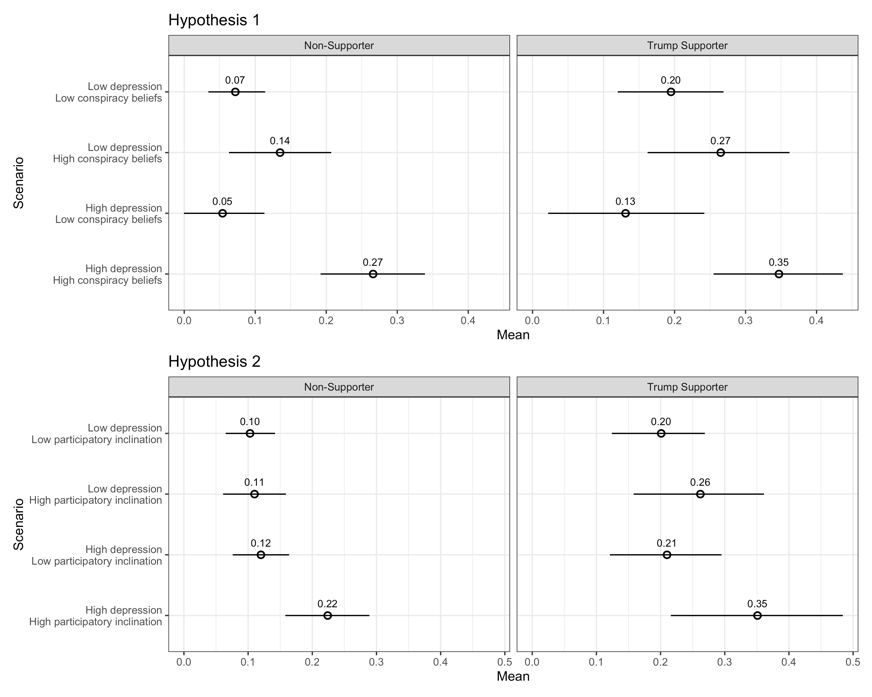 Hypothesis 1
Non-Supporter
Trump Supporter
Scenario
Low depression
Low conspiracy beliefs
0.07
0.20
Low depression
High conspiracy beliefs
0.14
0.27
High depression
Low conspiracy beliefs
0.05
0.13
High depression
High conspiracy beliefs
0.27
0.35
0.0 0.1 0.2 0.3 0.4
0.0 0.1 0.2 0.3 0.4
Mean
Hypothesis 2
Non-Supporter
Trump Supporter
Scenario
Low depression
Low participatory inclination
0.10
0.20
Low depression
High participatory inclination
0.11
0.26
High depression
Low participatory inclination
0.12
0.21
High depression
High participatory inclination
0.22
0.35
0.0 0.1 0.2 0.3 0.4 0.5
0.0 0.1 0.2 0.3 0.4 0.5
Mean